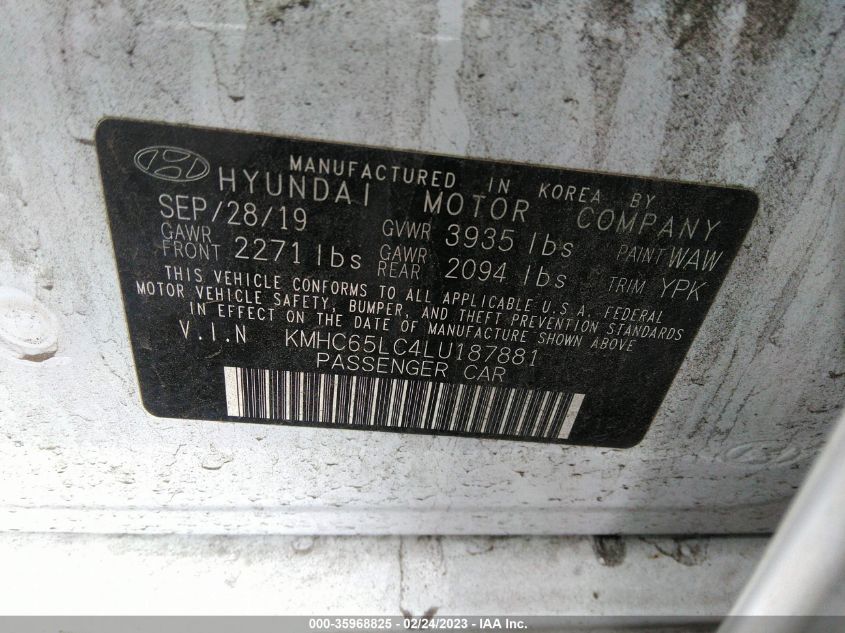 MANUFACTURED IN KOREA BY
HYUNDAI MOTOR COMPANY
SEP/28/19 GVWR 3935 lbs PAINT WAW
GAWR FRONT 2271 lbs GAWR REAR 2094 lbs TRIM YPK
THIS VEHICLE CONFORMS TO ALL APPLICABLE U.S.A. FEDERAL
MOTOR VEHICLE SAFETY, BUMPER, AND THEFT PREVENTION STANDARDS
IN EFFECT ON THE DATE OF MANUFACTURE SHOWN ABOVE.
V.I.N KMHC65LC4LU187881
PASSENGER CAR
000-35968825 - 02/24/2023 - IAAI Inc.